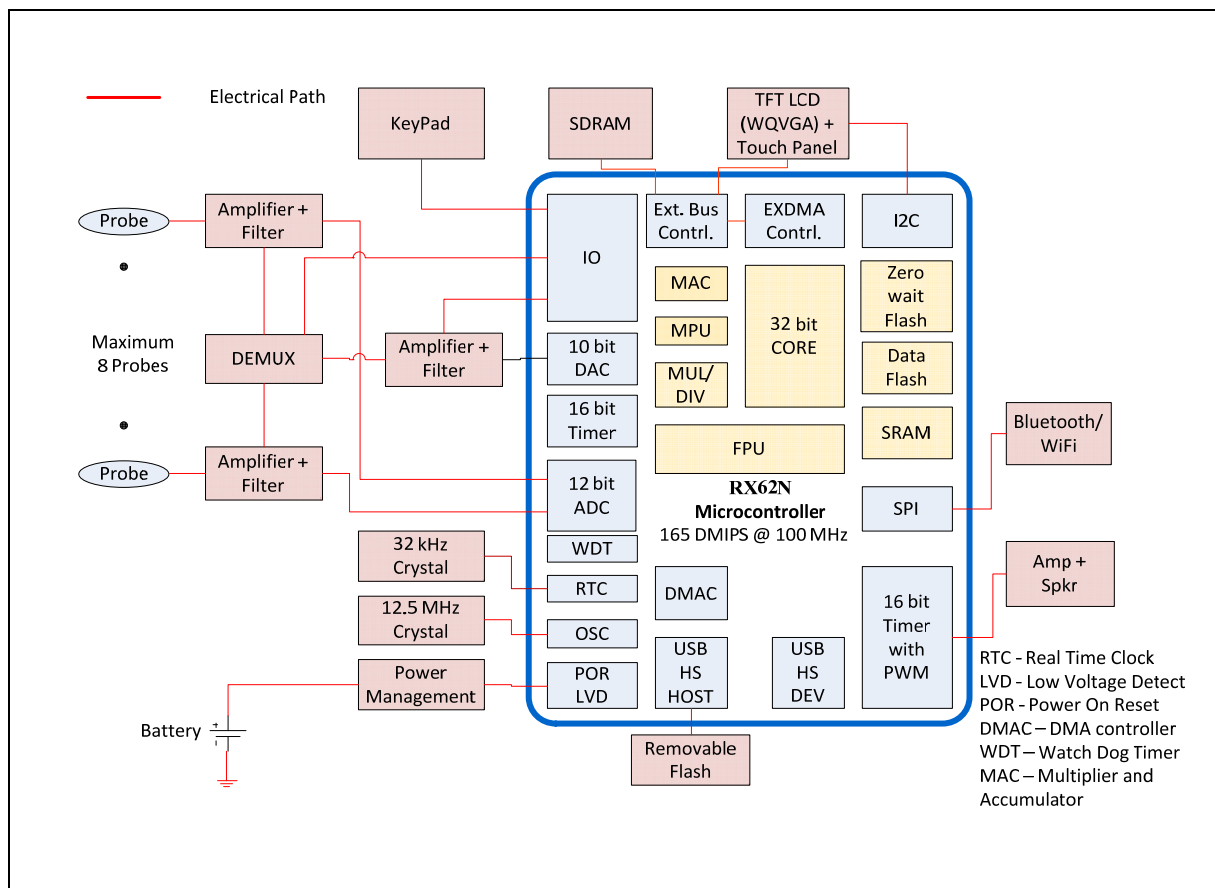 Electrical Path
KeyPad
SDRAM
TFT LCD
(WQVGA) +
Touch Panel
Probe
Amplifier +
Filter
IO
Ext. Bus
Contrl.
EXDMA
Contrl.
I2C
MAC
MPU
MUL/
DIV
32 bit
CORE
Zero
wait
Flash
Data
Flash
SRAM
Maximum
8 Probes
DEMUX
Amplifier +
Filter
10 bit
DAC
16 bit
Timer
FPU
Bluetooth/
WiFi
Probe
Amplifier +
Filter
12 bit
ADC
RX62N
Microcontroller
165 DMIPS @ 100 MHz
SPI
32 kHz
Crystal
WDT
RTC
DMAC
Amp +
Spkr
12.5 MHz
Crystal
OSC
16 bit
Timer
with
PWM
Power
Management
POR
LVD
USB
HS
HOST
USB
HS
DEV
Battery
+
-
Removable
Flash
RTC - Real Time Clock
LVD - Low Voltage Detect
POR - Power On Reset
DMAC – DMA controller
WDT – Watch Dog Timer
MAC – Multiplier and
Accumulator